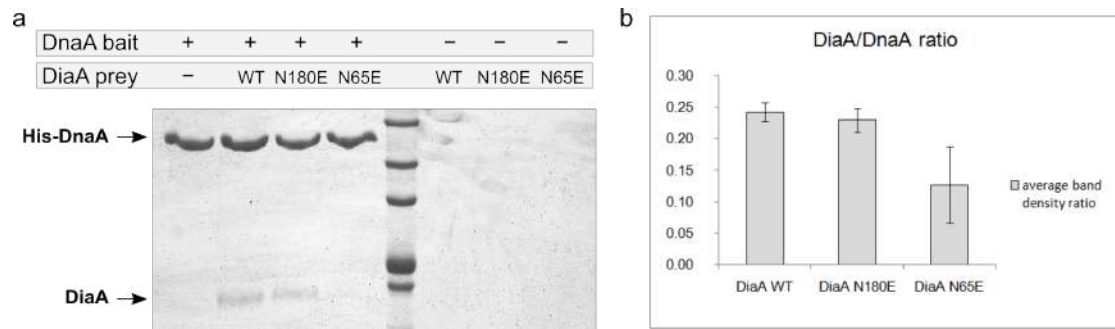 a
DnaA bait + + + + – – –
DiaA prey – WT N180E N65E WT N180E N65E
His-DnaA
DiaA
b
DiaA/DnaA ratio
0.30
0.25
0.20
0.15
0.10
0.05
0.00
DiaA WT DiaA N180E DiaA N65E
average band
density ratio